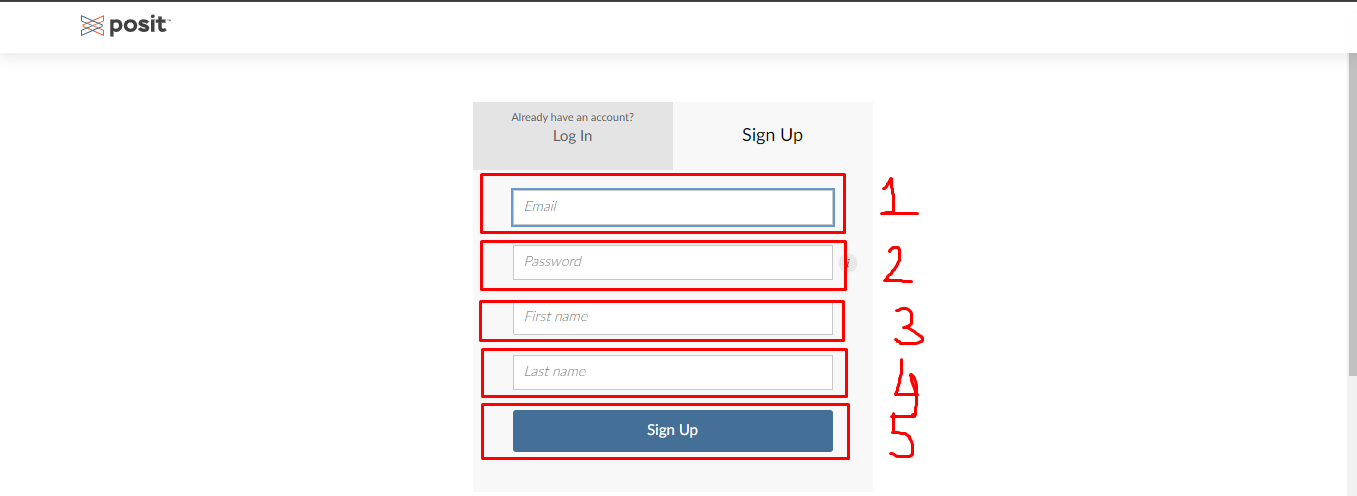 posit™
Already have an account?
Log In
Sign Up
Email
1
Password
i
2
First name
3
Last name
4
Sign Up
5